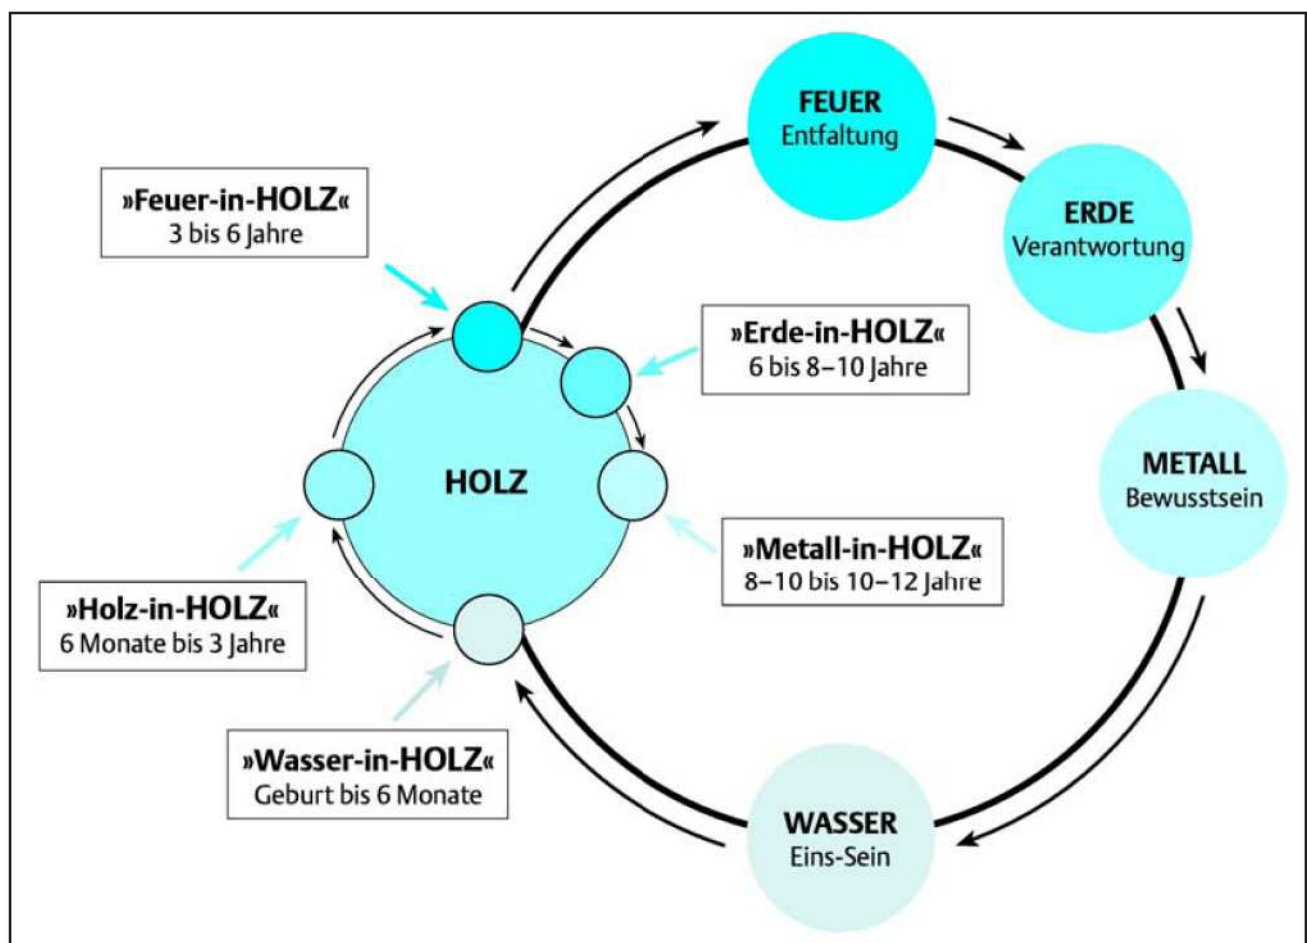 FEUER
Entfaltung
»Feuer-in-HOLZ«
3 bis 6 Jahre
ERDE
Verantwortung
»Erde-in-HOLZ«
6 bis 8–10 Jahre
HOLZ
METALL
Bewusstsein
»Metall-in-HOLZ«
8–10 bis 10–12 Jahre
»Holz-in-HOLZ«
6 Monate bis 3 Jahre
»Wasser-in-HOLZ«
Geburt bis 6 Monate
WASSER
Eins-Sein